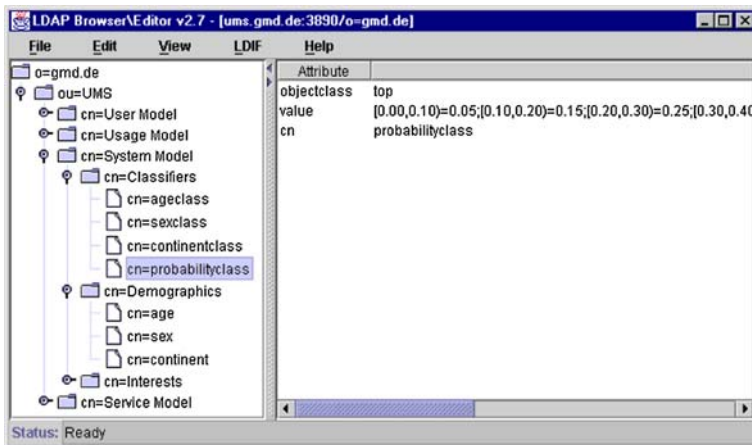 LDAP Browser\Editor v2.7 - [ums.gmd.de:3890/o=gmd.de]
File Edit View LDIF Help
o=gmd.de
ou=UMS
cn=User Model
cn=Usage Model
cn=System Model
cn=Classifiers
cn=ageclass
cn=sexclass
cn=continentclass
cn=probabilityclass
cn=Demographics
cn=age
cn=sex
cn=continent
cn=Interests
cn=Service Model
Attribute
objectclass top
value [0.00,0.10)=0.05;[0.10,0.20)=0.15;[0.20,0.30)=0.25;[0.30,0.40
cn probabilityclass
Status: Ready